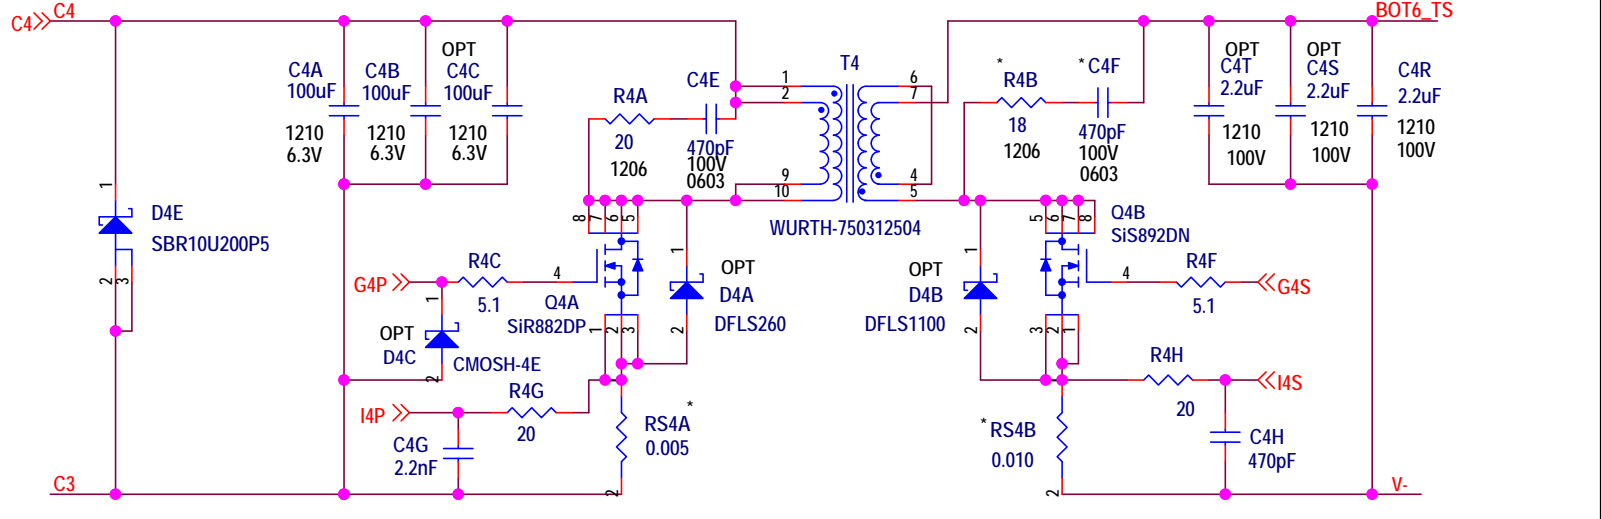 C4
C4
BOT6_TS
C4A
100uF
1210
6.3V
C4B
100uF
1210
6.3V
OPT
C4C
100uF
1210
6.3V
R4A
20
1206
C4E
470pF
100V
0603
T4
1
2
9
10
6
7
4
5
WURTH-750312504
*
R4B
18
1206
*
C4F
470pF
100V
0603
OPT
C4T
2.2uF
1210
100V
OPT
C4S
2.2uF
1210
100V
C4R
2.2uF
1210
100V
1
D4E
SBR10U200P5
2
3
8
7
6
5
4
Q4A
SiR882DP
1
2
3
1
OPT
D4A
DFLS260
2
G4P
R4C
5.1
1
OPT
D4C
CMOSH-4E
2
I4P
R4G
20
C4G
2.2nF
RS4A
*
0.005
2
1
OPT
D4B
DFLS1100
2
5
6
7
8
Q4B
SiS892DN
4
3
2
1
R4F
5.1
G4S
R4H
20
I4S
*
RS4B
0.010
2
C4H
470pF
C3
V-